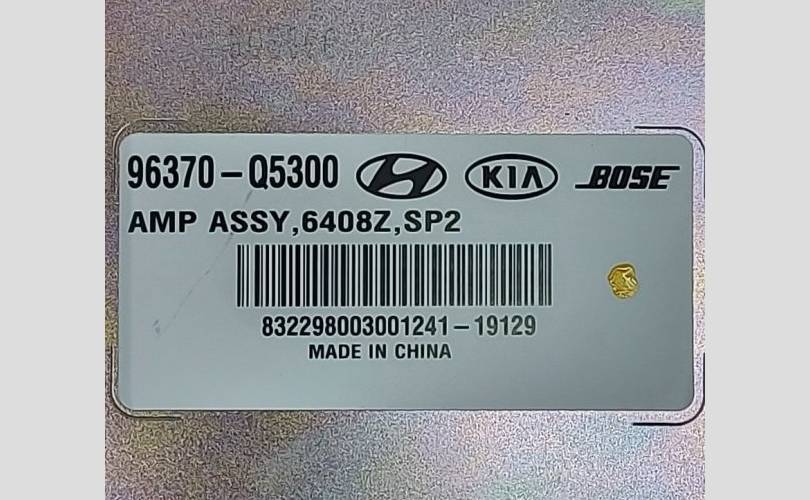 96370-Q5300 KIA BOSE
AMP ASSY,6408Z,SP2
832298003001241-19129
MADE IN CHINA